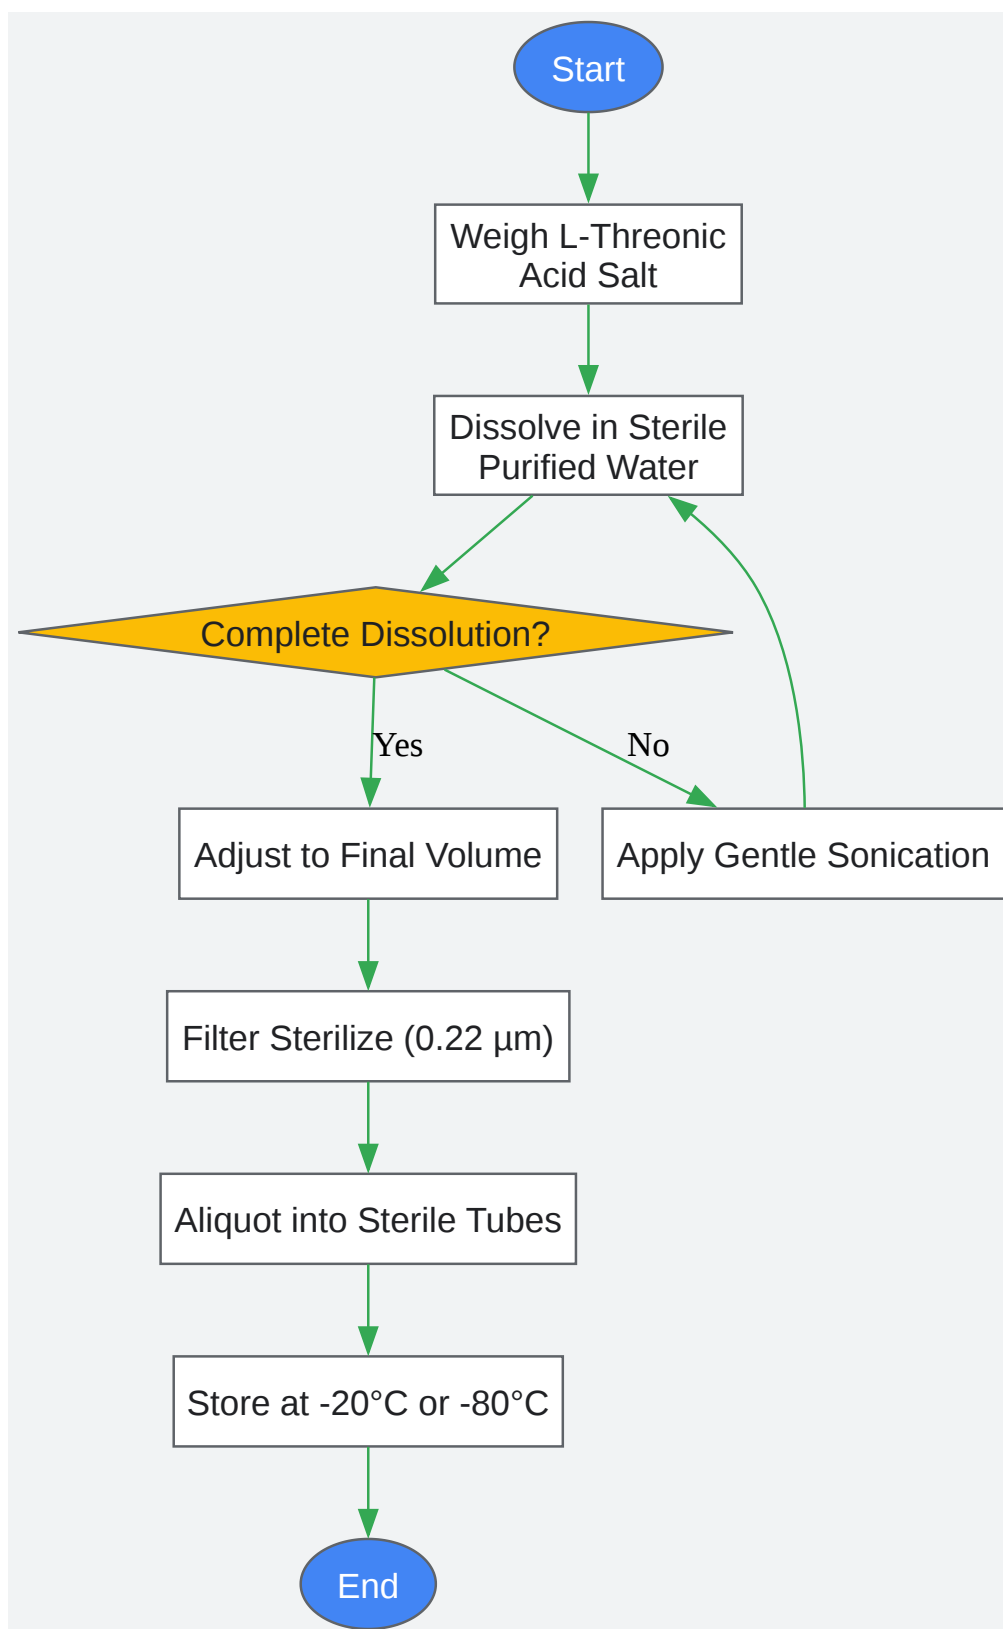 Start
Weigh L-Threonic
Acid Salt
Dissolve in Sterile
Purified Water
Complete Dissolution?
Yes
No
Adjust to Final Volume
Apply Gentle Sonication
Filter Sterilize (0.22 µm)
Aliquot into Sterile Tubes
Store at -20°C or -80°C
End